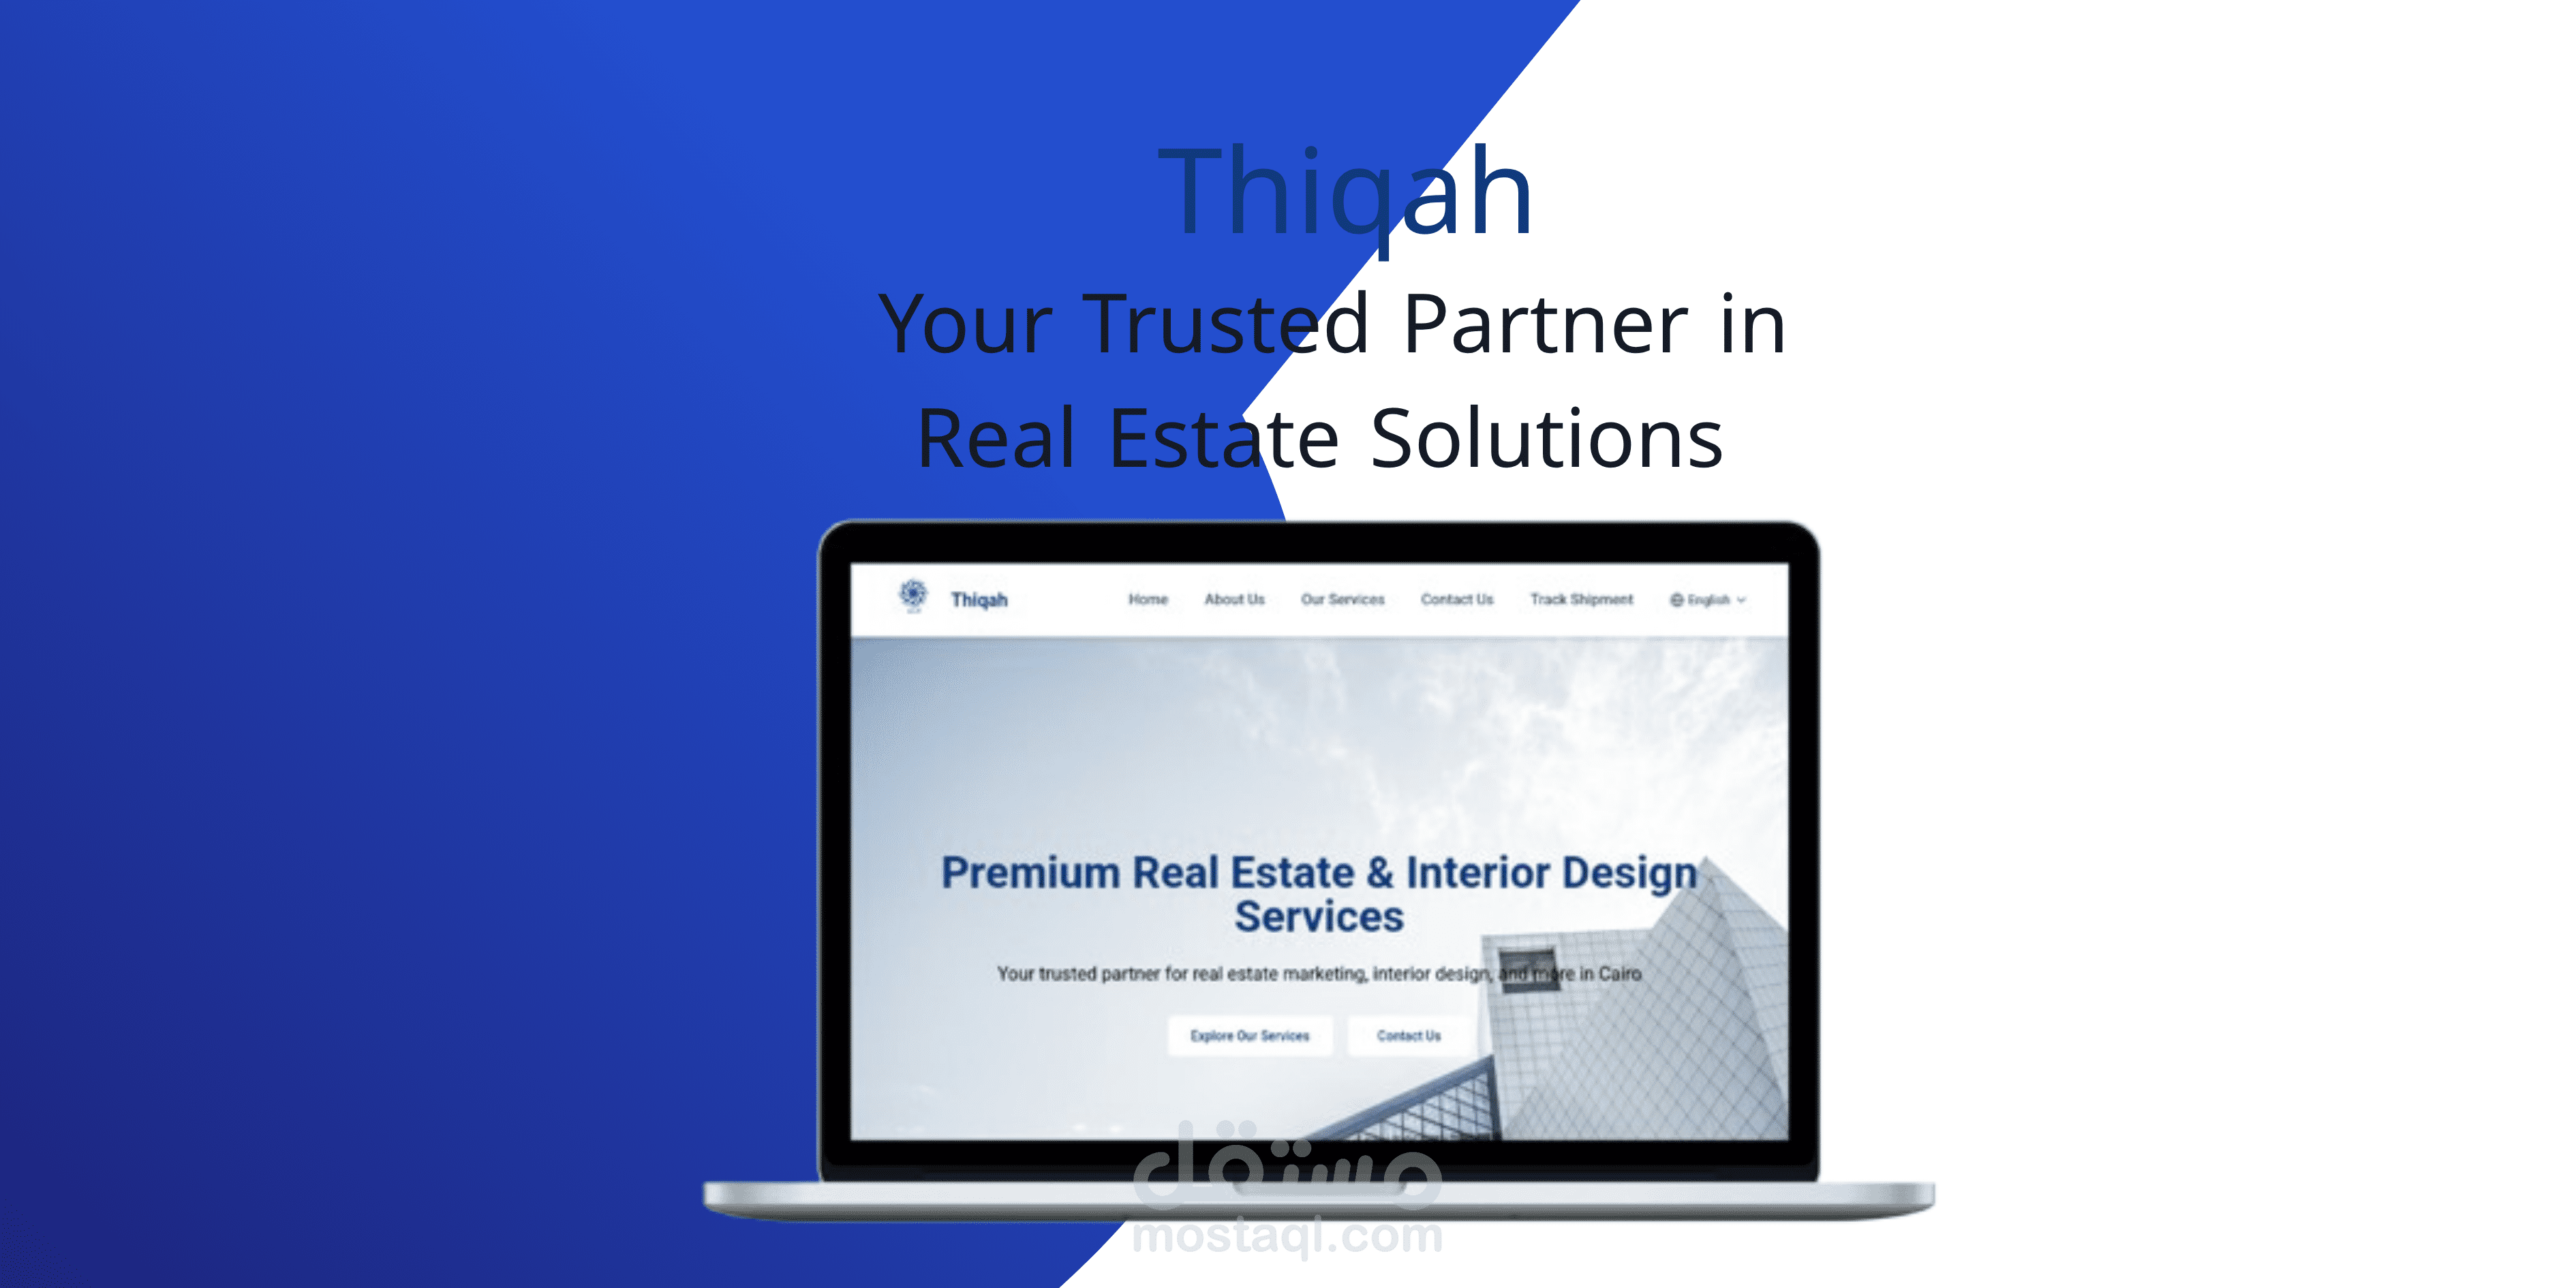 Thiqah
Your Trusted Partner in
Real Estate Solutions
Thiqah
Home About Us Our Services Contact Us Track Shipment English
Premium Real Estate & Interior Design
Services
Your trusted partner for real estate marketing, interior design, and more in Cairo
Explore Our Services Contact Us
مستقل
mostaql.com